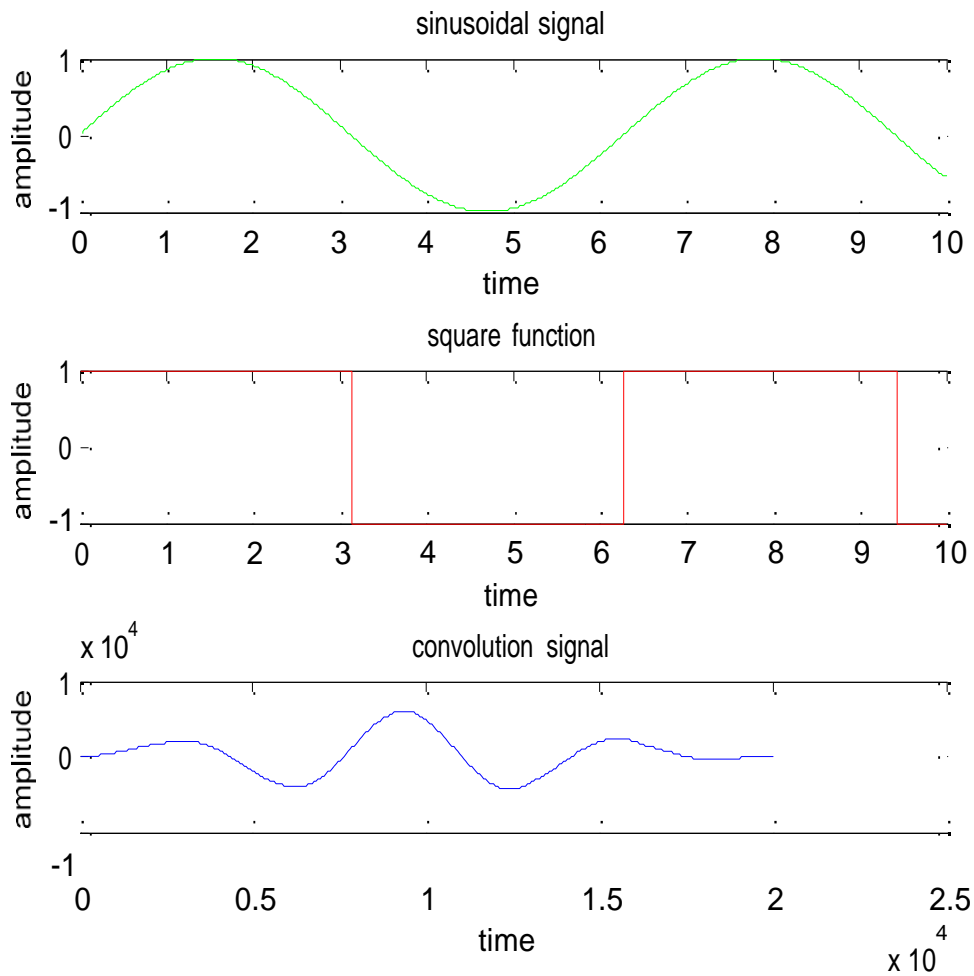 sinusoidal signal
1
0
-1
amplitude
0 1 2 3 4 5 6 7 8 9 10
time
square function
1
0
-1
amplitude
0 1 2 3 4 5 6 7 8 9 10
time
x 10^4
convolution signal
1
0
-1
amplitude
0 0.5 1 1.5 2 2.5
time
x 10^4